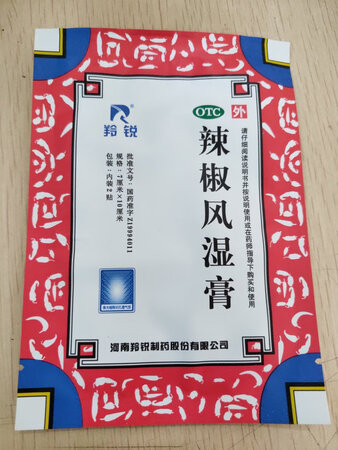 OTC 外
羚锐
辣椒风湿膏
请仔细阅读说明书并按说明使用或在药师指导下购买和使用
批准文号：国药准字Z19994011
规格：7厘米×10厘米
包装：内装2贴
河南羚锐制药股份有限公司